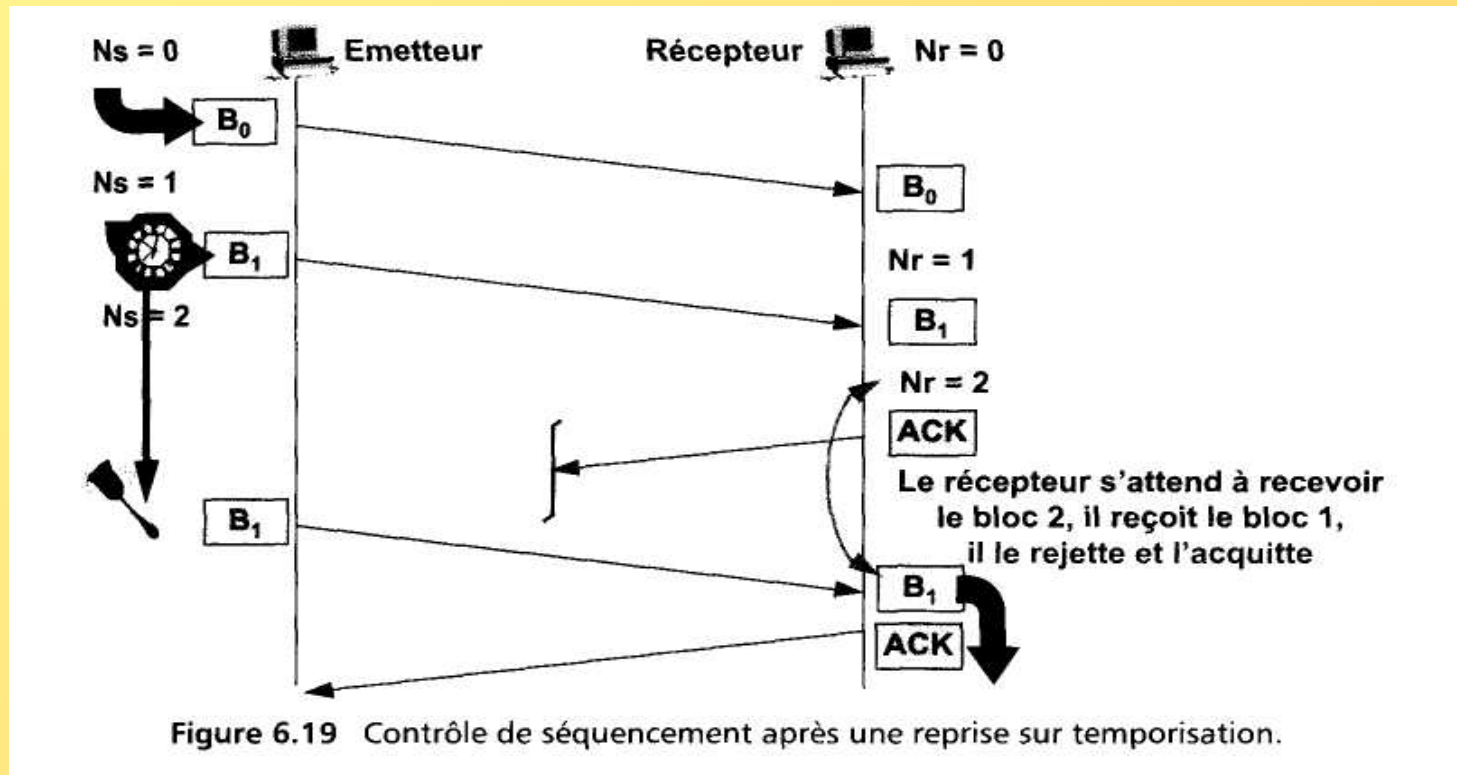 Ns = 0 Emetteur Récepteur Nr = 0
B₀
Ns = 1
B₀
B₁
Nr = 1
Ns = 2
B₁
Nr = 2
ACK
Le récepteur s'attend à recevoir
le bloc 2, il reçoit le bloc 1,
il le rejette et l'acquitte
B₁
B₁
ACK
Figure 6.19 Contrôle de séquencement après une reprise sur temporisation.